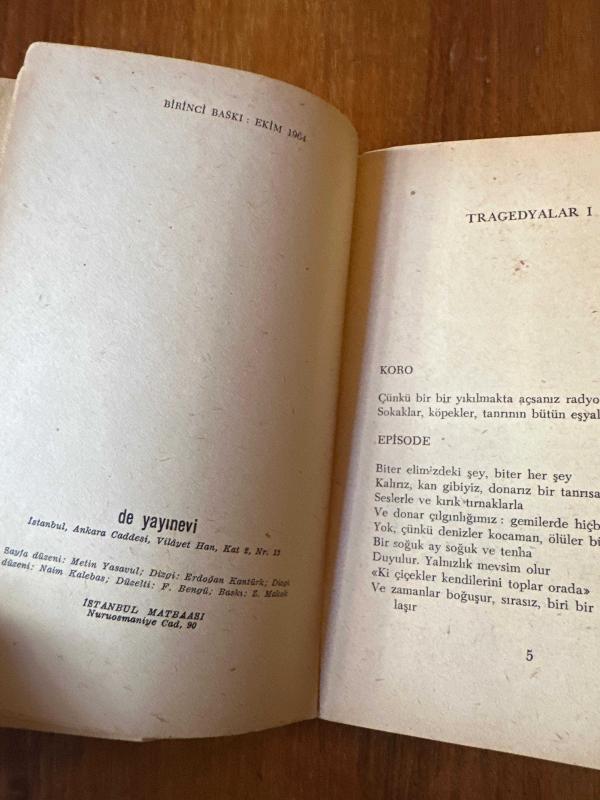 BİRİNCİ BASKI : EKİM 1964
de yayınevi
İstanbul, Ankara Caddesi, Vilâyet Han, Kat 2, Nr. 13
Sayfa düzeni: Metin Yasavul; Dizgi: Erdoğan Kantürk; Dizgi
düzeni: Naim Kalebas; Düzelti: F. Bengü; Baskı: Z. Makak
İSTANBUL MATBAASI
Nuruosmaniye Cad, 90
TRAGEDYALAR I
KORO
Çünkü bir bir yıkılmakta açsanız radyo
Sokaklar, köpekler, tanrının bütün eşyal
EPISODE
Biter elimizdeki şey, biter her şey
Kalırız, kan gibiyiz, donarız bir tanrısa
Seslerle ve kırık tırnaklarla
Ve donar çılgınlığımız : gemilerde hiçb
Yok, çünkü denizler kocaman, ölüler bi
Bir soğuk ay soğuk ve tenha
Duyulur. Yalnızlık mevsim olur
«Ki çiçekler kendilerini toplar orada»
Ve zamanlar boğuşur, sırasız, biri bir
laşır
5